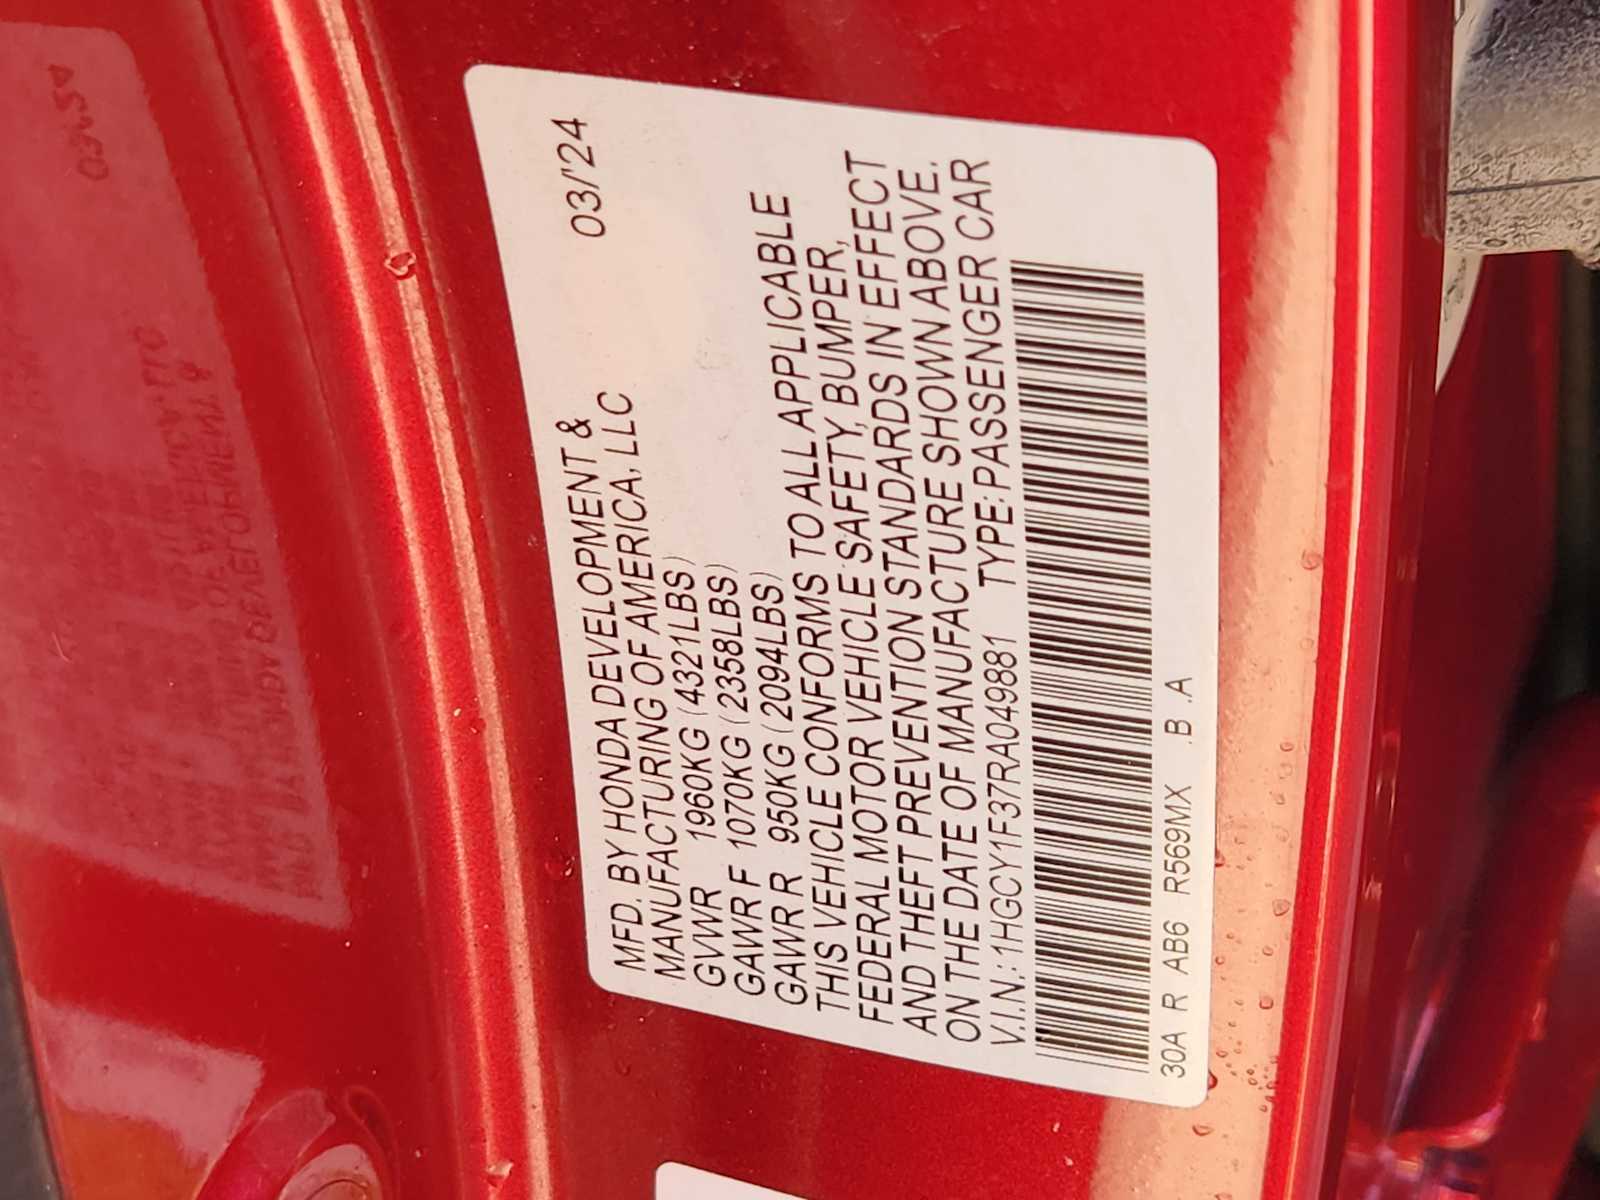 MFD. BY HONDA DEVELOPMENT & 03/'24
MANUFACTURING OF AMERICA, LLC
GVWR 1960KG (4321LBS)
GAWR F 1070KG (2358LBS)
GAWR R 950KG (2094LBS)
THIS VEHICLE CONFORMS TO ALL APPLICABLE
FEDERAL MOTOR VEHICLE SAFETY, BUMPER,
AND THEFT PREVENTION STANDARDS IN EFFECT
ON THE DATE OF MANUFACTURE SHOWN ABOVE.
V.I.N.: 1HGCY1F37RA049881 TYPE: PASSENGER CAR
30A R AB6 R569MX .B .A